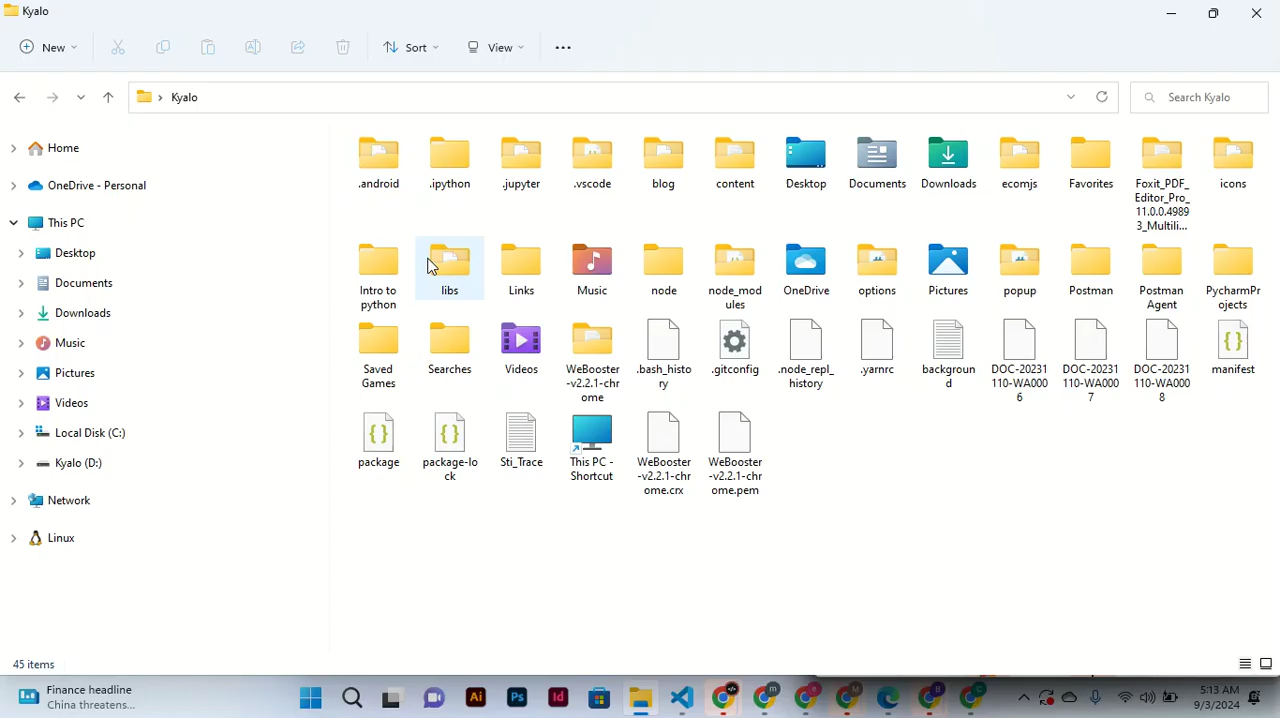 Kyalo
New
Sort
View
Kyalo
Search Kyalo
Home
OneDrive - Personal
This PC
Desktop
Documents
Downloads
Music
Pictures
Videos
Local Disk (C:)
Kyalo (D:)
Network
Linux
.android
.ipython
.jupyter
.vscode
blog
content
Desktop
Documents
Downloads
ecomjs
Favorites
Foxit_PDF_
Editor_Pro_
11.0.0.4989
3_Multilin...
icons
Intro to
python
libs
Links
Music
node
node_mod
ules
OneDrive
options
Pictures
popup
Postman
Postman
Agent
PycharmPr
ojects
Saved
Games
Searches
Videos
WeBooster
-v2.2.1-chr
ome
.bash_histo
ry
.gitconfig
.node_repl_
history
.yarnrc
backgroun
d
DOC-20231
110-WA000
6
DOC-20231
110-WA000
7
DOC-20231
110-WA000
8
manifest
package
package-lo
ck
Sti_Trace
This PC -
Shortcut
WeBooster
-v2.2.1-chr
ome.crx
WeBooster
-v2.2.1-chr
ome.pem
45 items
Finance headline
China threatens...
Ai
Ps
Id
5:13 AM
9/3/2024